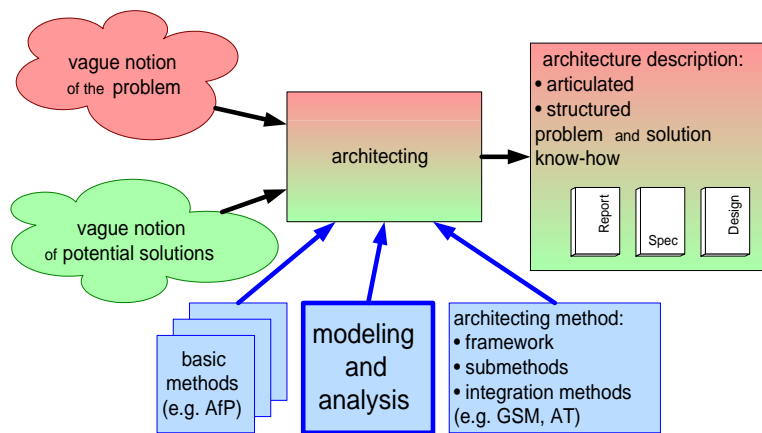 vague notion
of the problem
vague notion
of potential solutions
architecting
architecture description:
• articulated
• structured
problem and solution
know-how
Report
Spec
Design
basic
methods
(e.g. AfP)
modeling
and
analysis
architecting method:
• framework
• submethods
• integration methods
(e.g. GSM, AT)